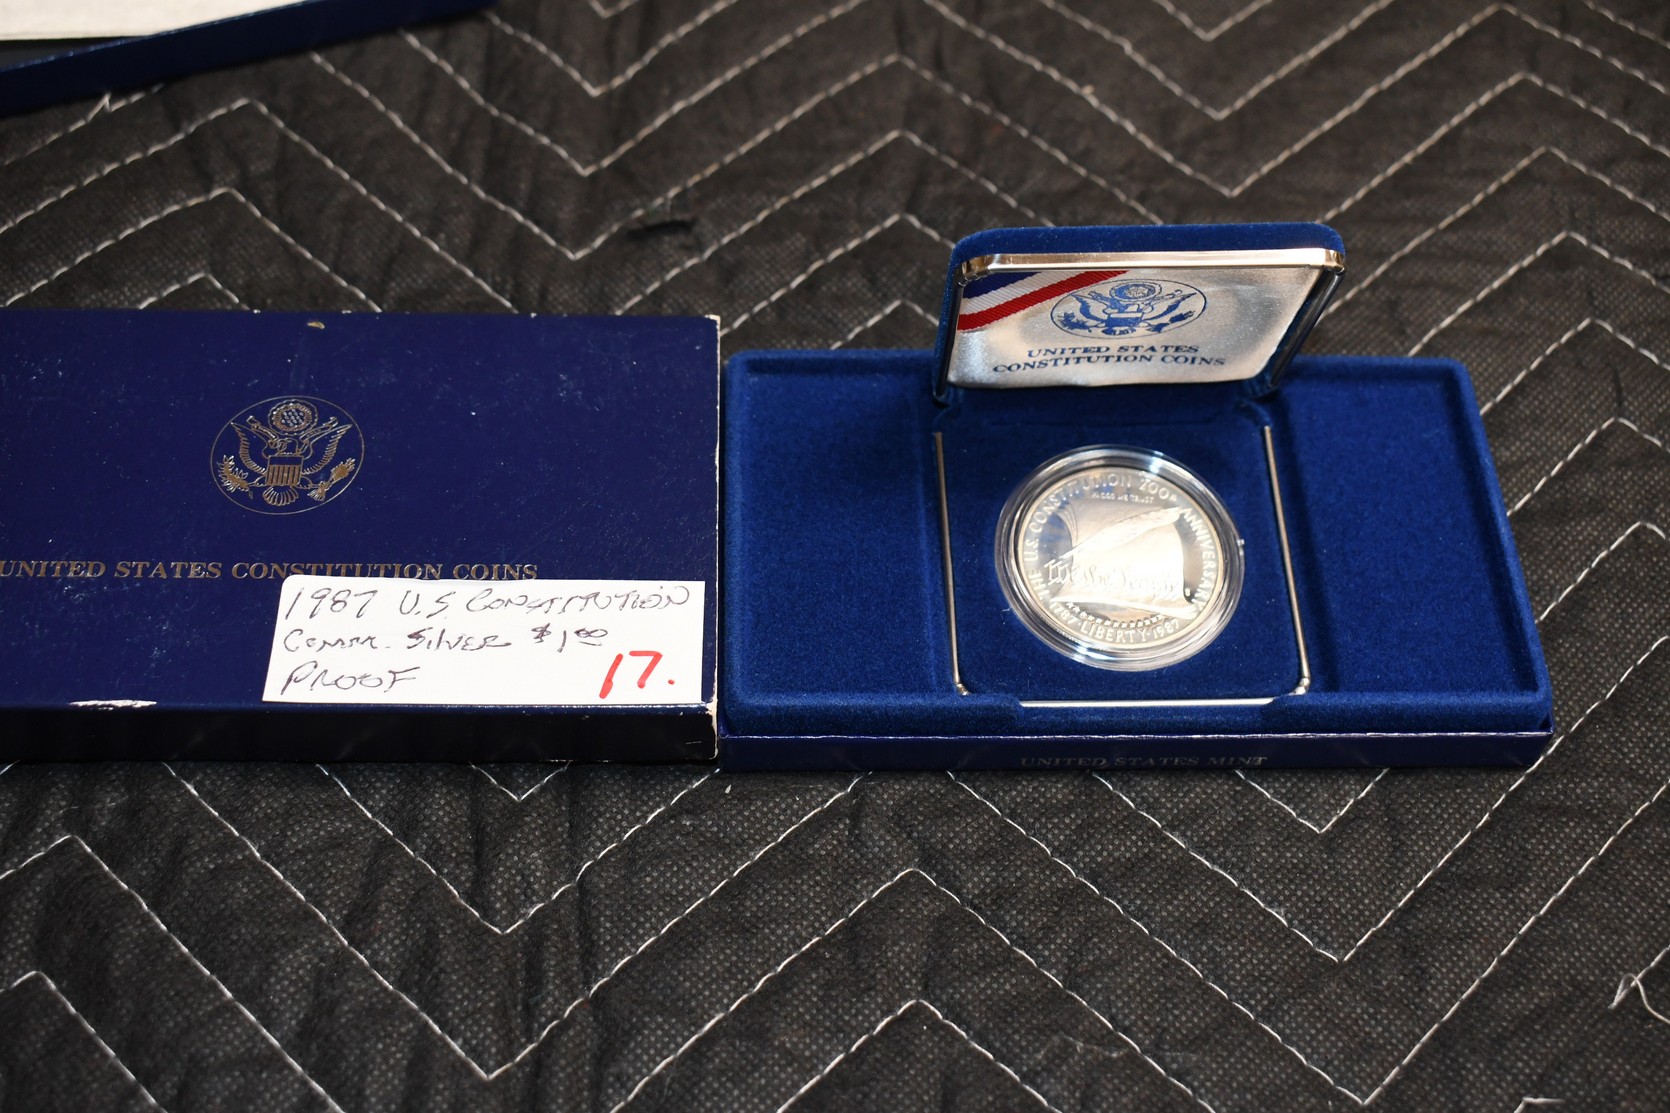 UNITED STATES CONSTITUTION COINS
1987 U.S. CONSTITUTION
Comm. SILVER $1.00
PROOF
17.
UNITED STATES
CONSTITUTION COINS
THE U.S. CONSTITUTION 200TH ANNIVERSARY
IN GOD WE TRUST
We the People
1787 · LIBERTY · 1987
UNITED STATES MINT